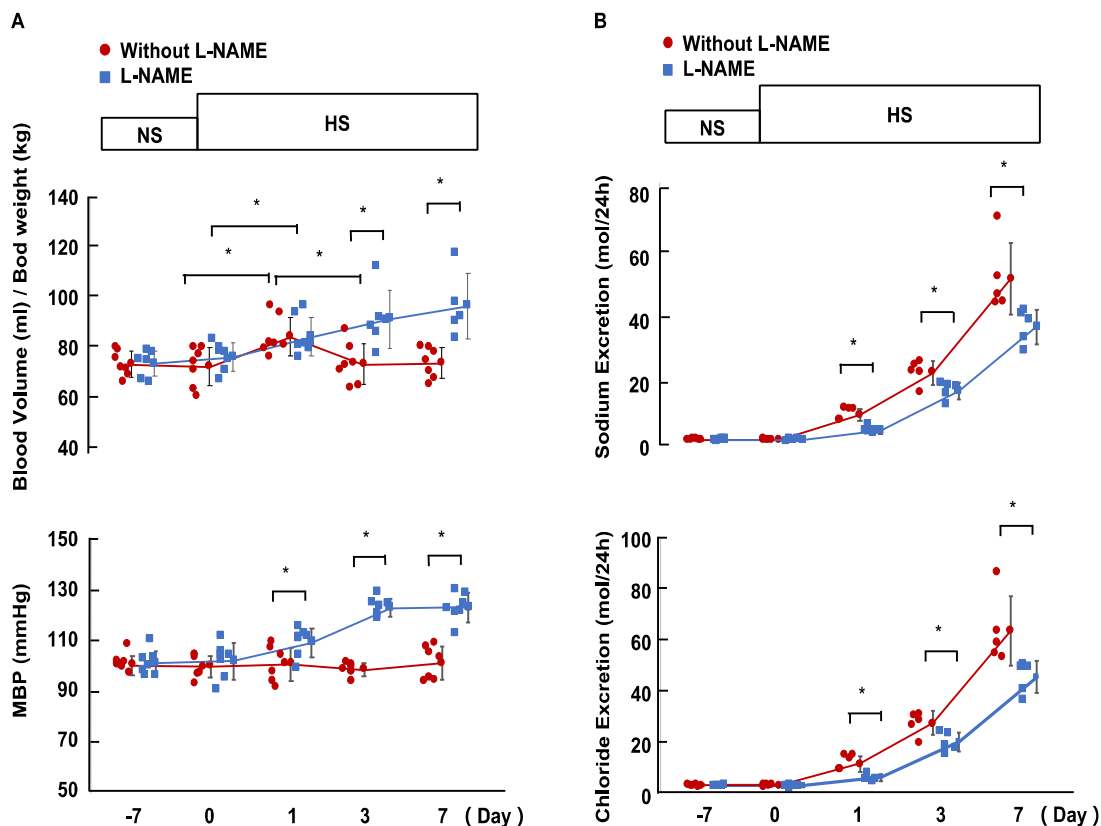 A
Without L-NAME
L-NAME
NS
HS
Blood Volume (ml) / Bod weight (kg)
140
120
100
80
60
40
*
*
*
*
*
MBP (mmHg)
150
130
110
90
70
50
*
*
*
-7 0 1 3 7 ( Day )
B
Without L-NAME
L-NAME
NS
HS
Sodium Excretion (mol/24h)
80
60
40
20
0
*
*
*
*
Chloride Excretion (mol/24h)
100
80
60
40
20
0
*
*
*
-7 0 1 3 7 ( Day )